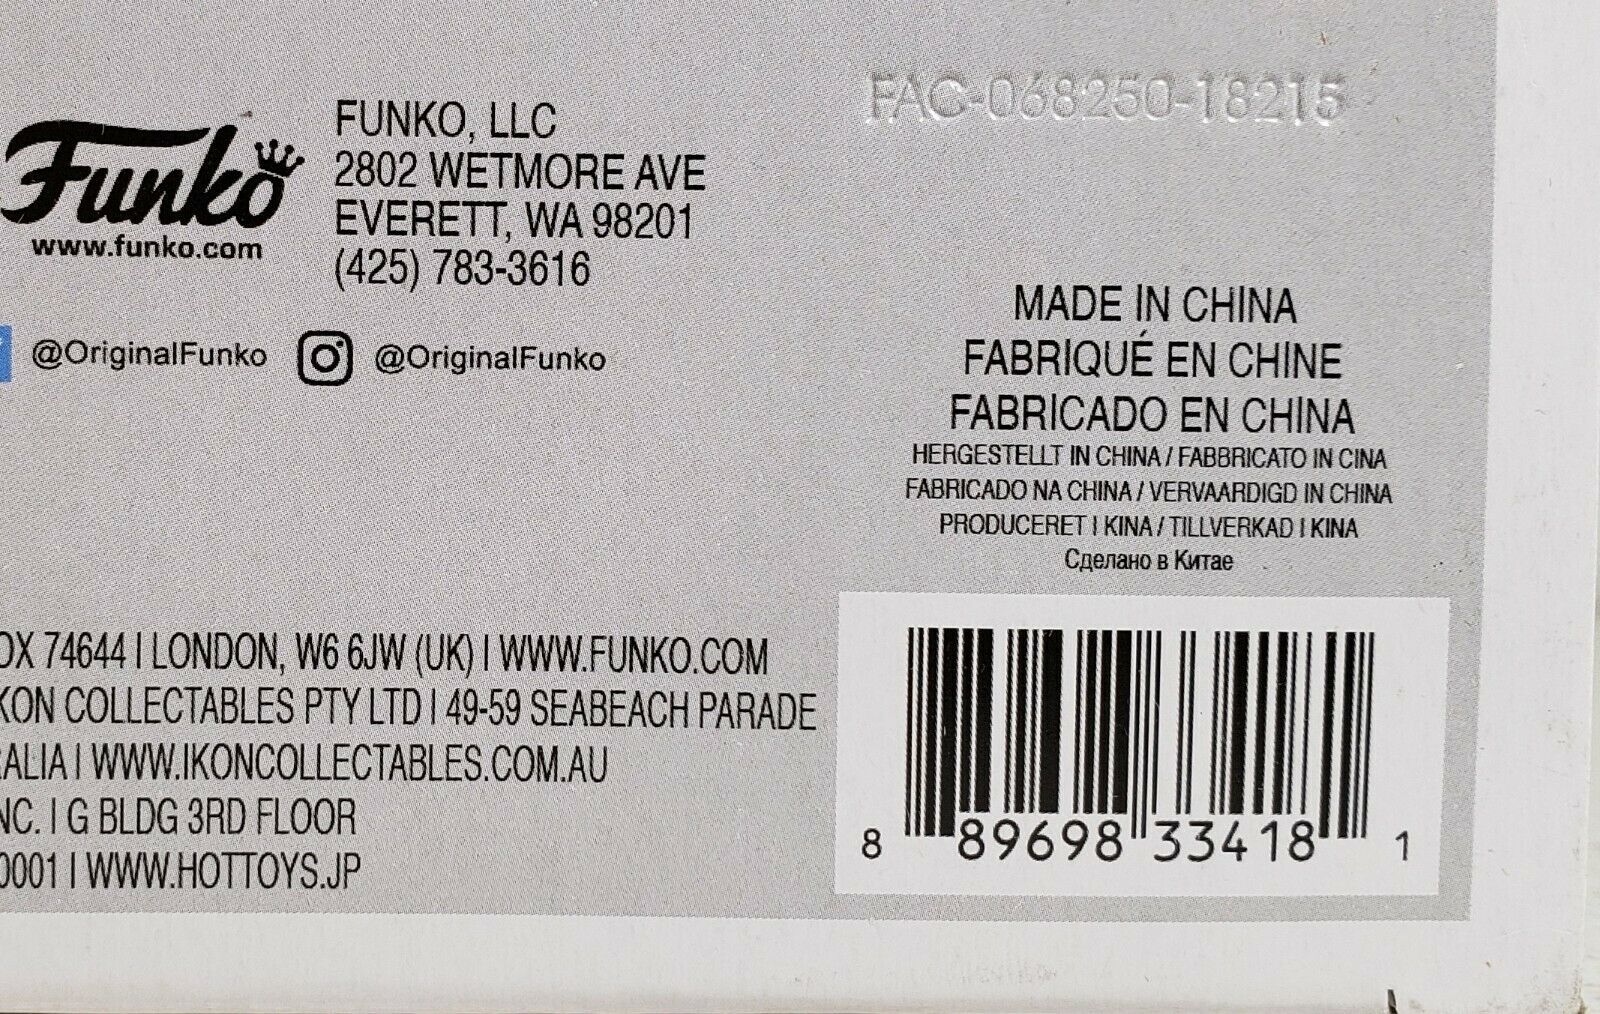 FAC-068250-18215
Funko
www.funko.com
FUNKO, LLC
2802 WETMORE AVE
EVERETT, WA 98201
(425) 783-3616
@OriginalFunko @OriginalFunko
MADE IN CHINA
FABRIQUÉ EN CHINE
FABRICADO EN CHINA
HERGESTELLT IN CHINA / FABBRICATO IN CINA
FABRICADO NA CHINA / VERVAARDIGD IN CHINA
PRODUCERET I KINA / TILLVERKAD I KINA
Сделано в Китае
74644 | LONDON, W6 6JW (UK) | WWW.FUNKO.COM
COLLECTABLES PTY LTD | 49-59 SEABEACH PARADE
| WWW.IKONCOLLECTABLES.COM.AU
| G BLDG 3RD FLOOR
0001 | WWW.HOTTOYS.JP
8 89698 33418 1